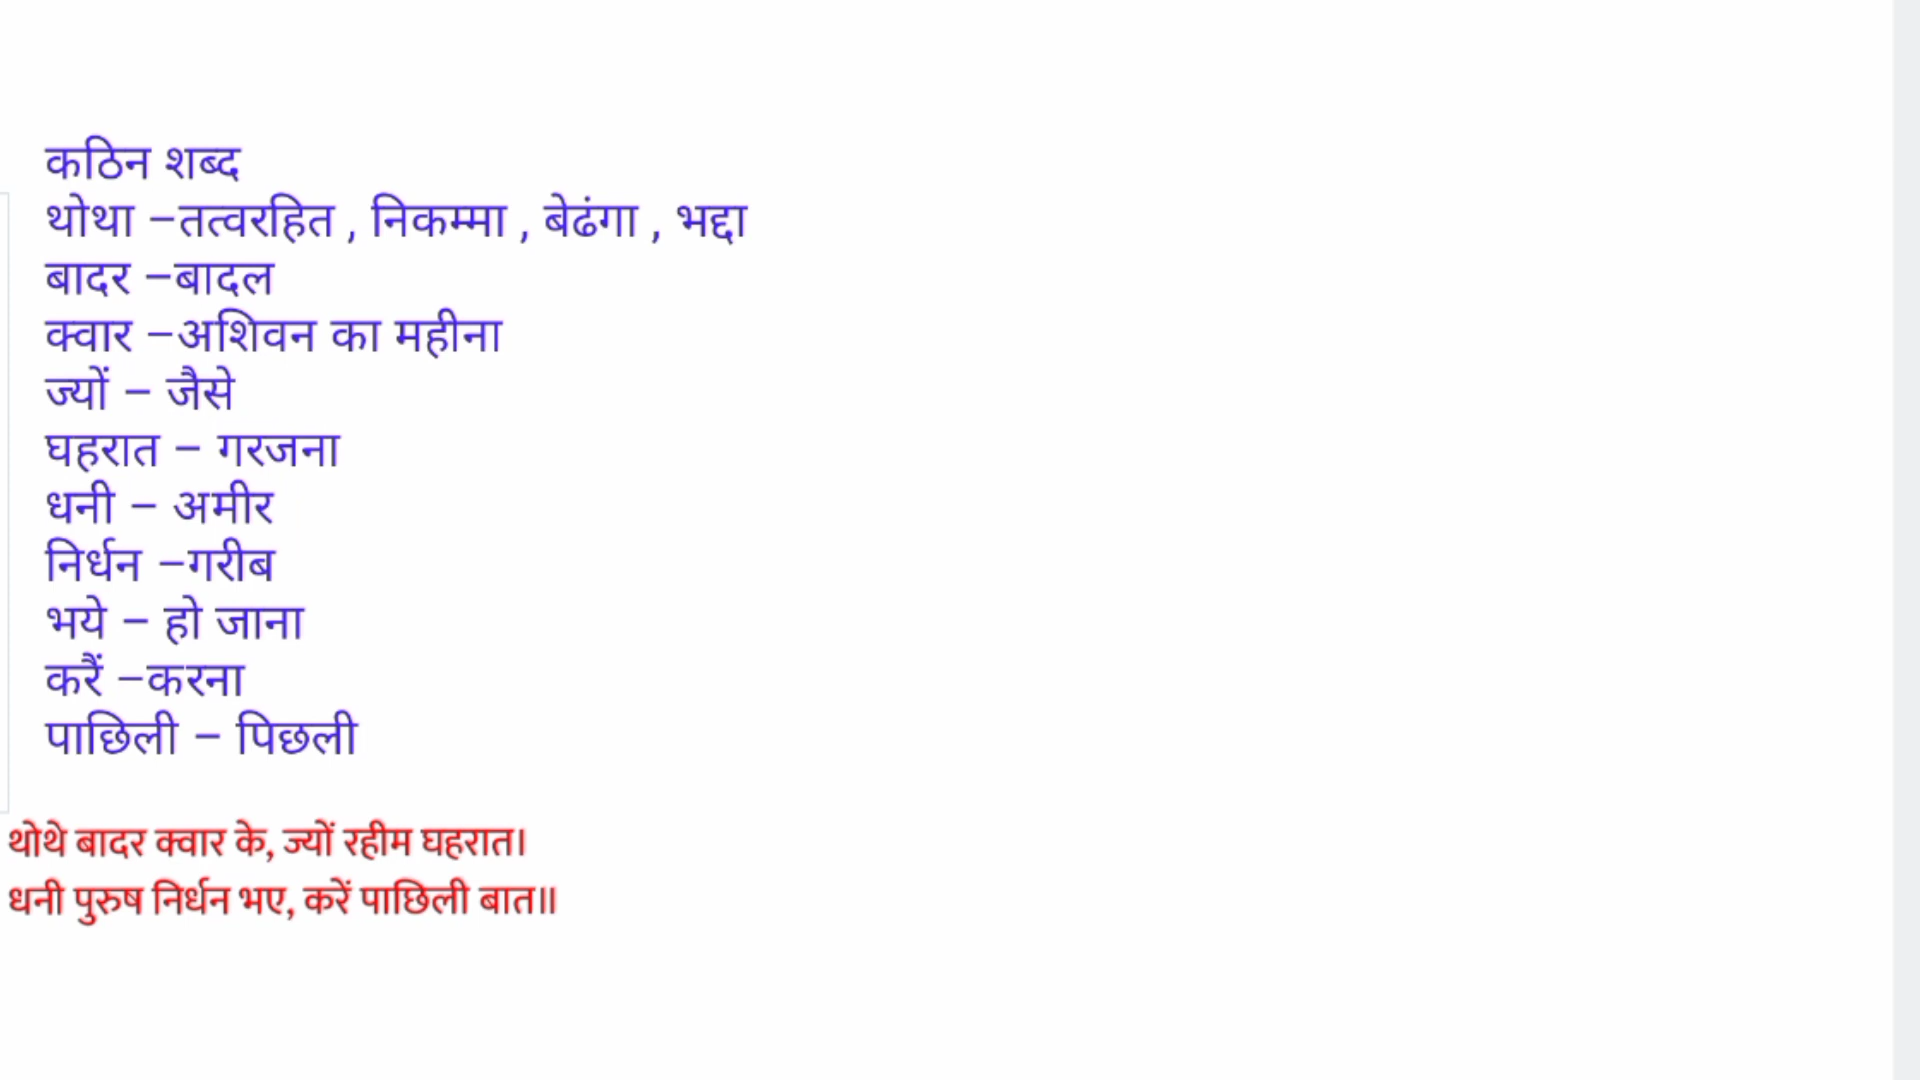 कठिन शब्द
थोथा –तत्वरहित , निकम्मा , बेढंगा , भद्दा
बादर –बादल
क्वार –अशिवन का महीना
ज्यों – जैसे
घहरात – गरजना
धनी – अमीर
निर्धन –गरीब
भये – हो जाना
करैं –करना
पाछिली – पिछली
थोथे बादर क्वार के, ज्यों रहीम घहरात।
धनी पुरुष निर्धन भए, करें पाछिली बात॥